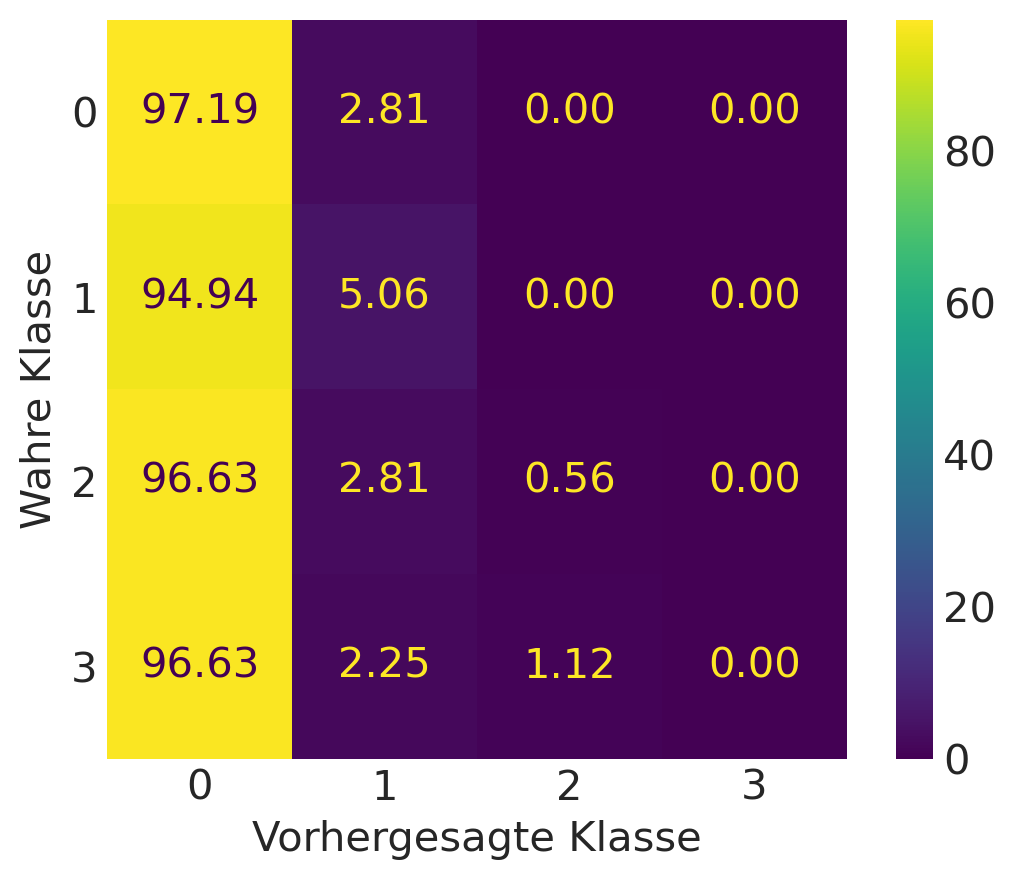 0 97.19 2.81 0.00 0.00
1 94.94 5.06 0.00 0.00
2 96.63 2.81 0.56 0.00
3 96.63 2.25 1.12 0.00
0 1 2 3
Vorhergesagte Klasse
Wahre Klasse
80
60
40
20
0